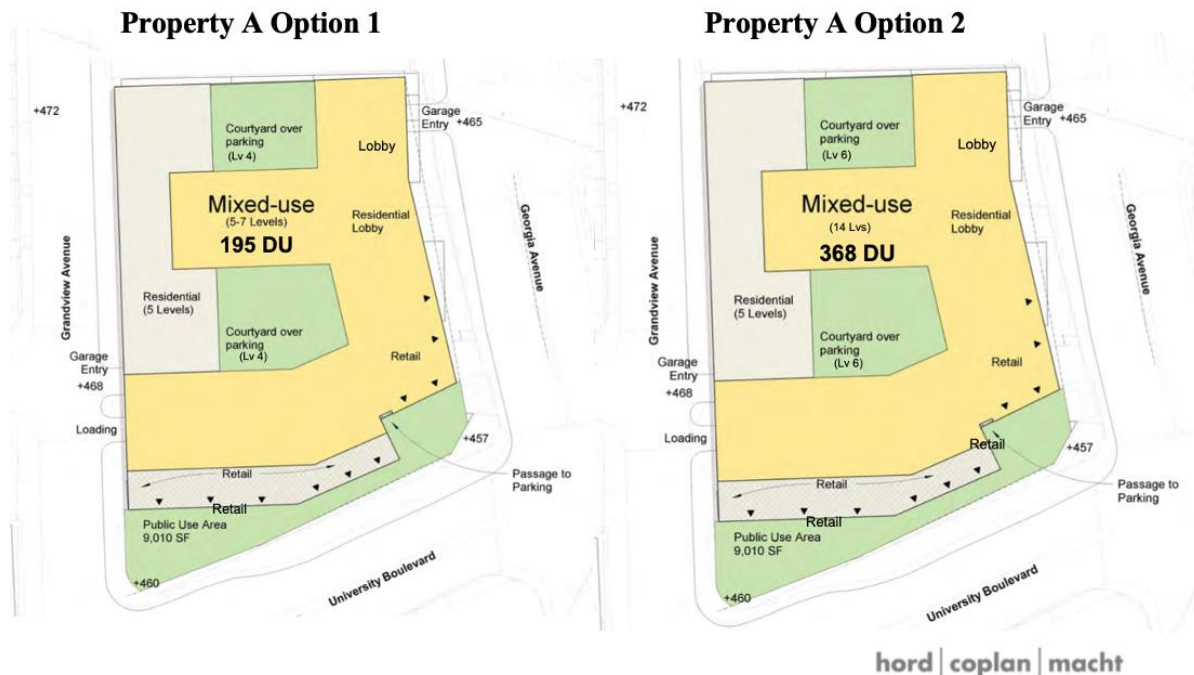 Property A Option 1
+472
Courtyard over
parking
(Lv 4)
Lobby
Garage
Entry +465
Mixed-use
(5-7 Levels)
195 DU
Residential
Lobby
Grandview Avenue
Georgia Avenue
Residential
(5 Levels)
Courtyard over
parking
(Lv 4)
Retail
Garage
Entry
+468
Loading
+457
Retail
Passage to
Parking
Retail
Public Use Area
9,010 SF
+460
University Boulevard
Property A Option 2
+472
Courtyard over
parking
(Lv 6)
Lobby
Garage
Entry +465
Mixed-use
(14 Lvs)
368 DU
Residential
Lobby
Grandview Avenue
Georgia Avenue
Residential
(5 Levels)
Courtyard over
parking
(Lv 6)
Retail
Garage
Entry
+468
Loading
Retail
+457
Retail
Passage to
Parking
Retail
Public Use Area
9,010 SF
+460
University Boulevard
hord | coplan | macht